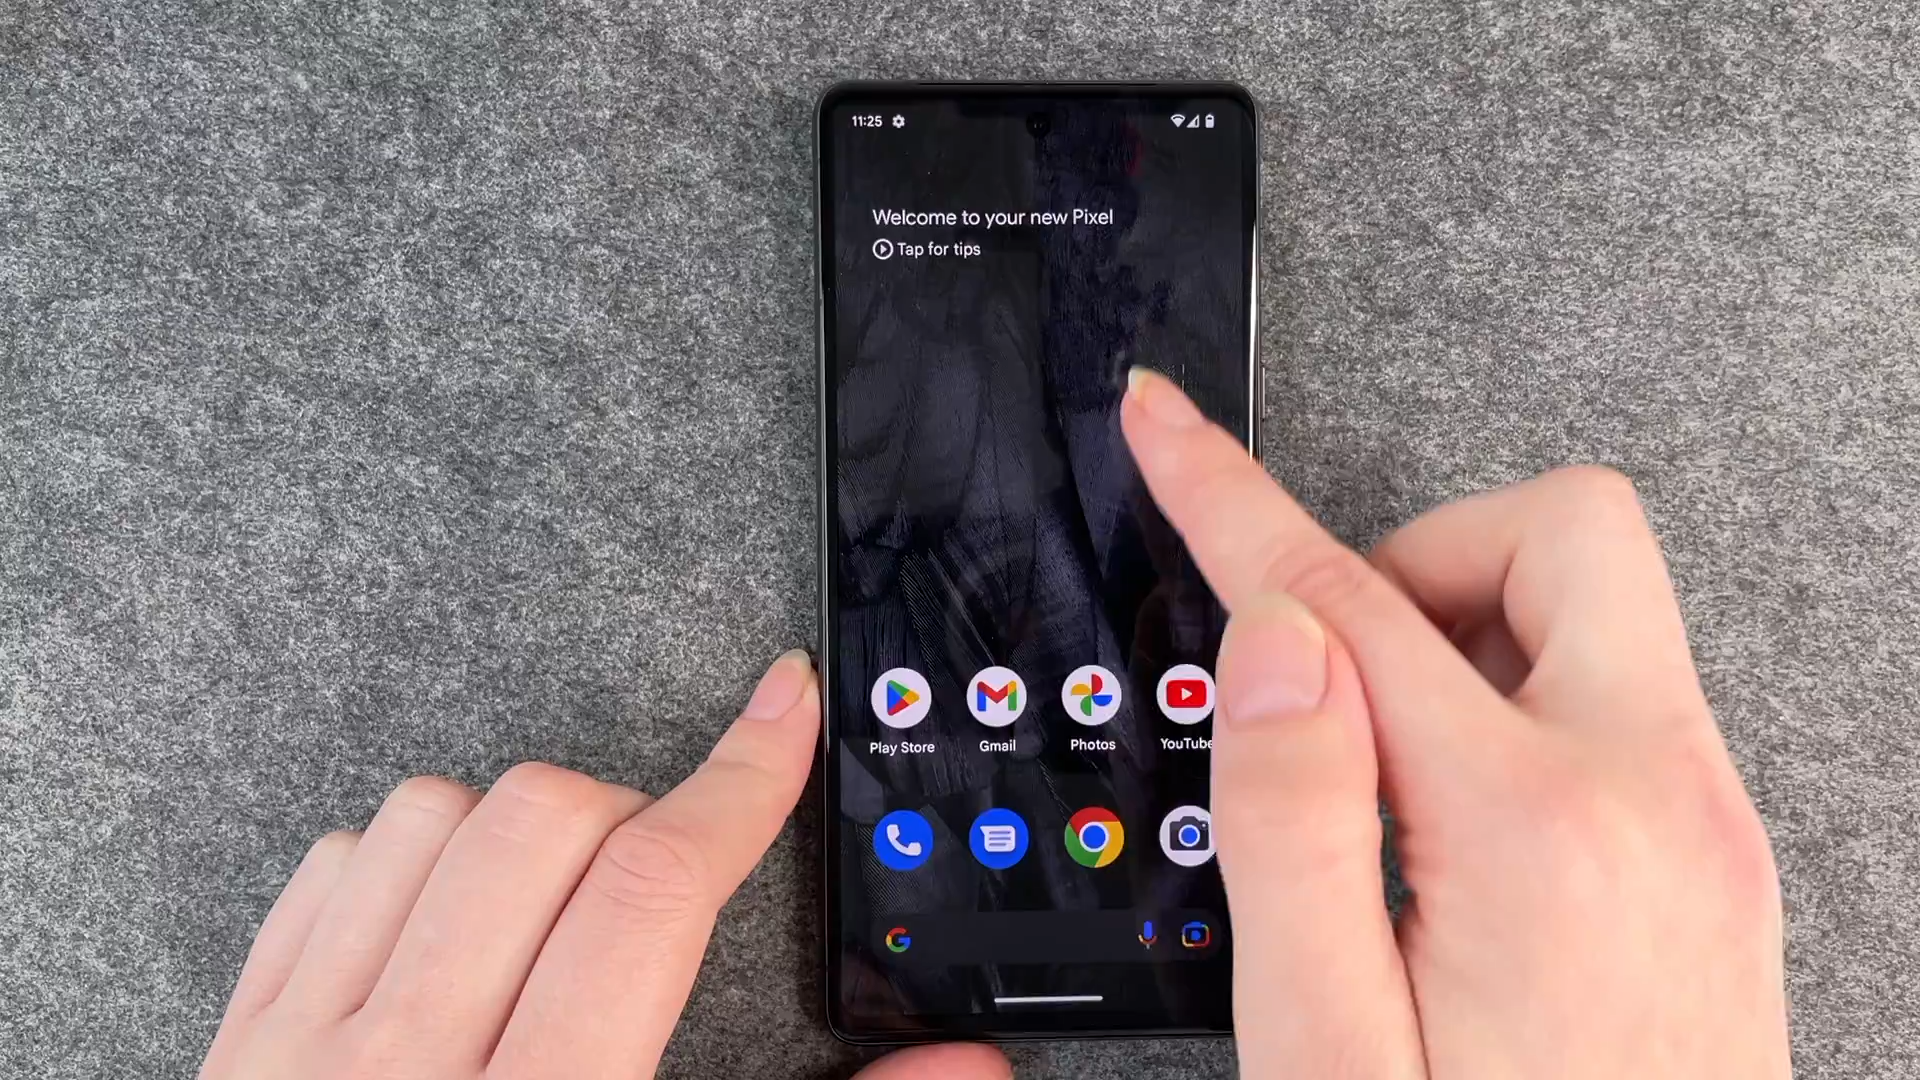 11:25
Welcome to your new Pixel
Tap for tips
Play Store
Gmail
Photos
YouTube